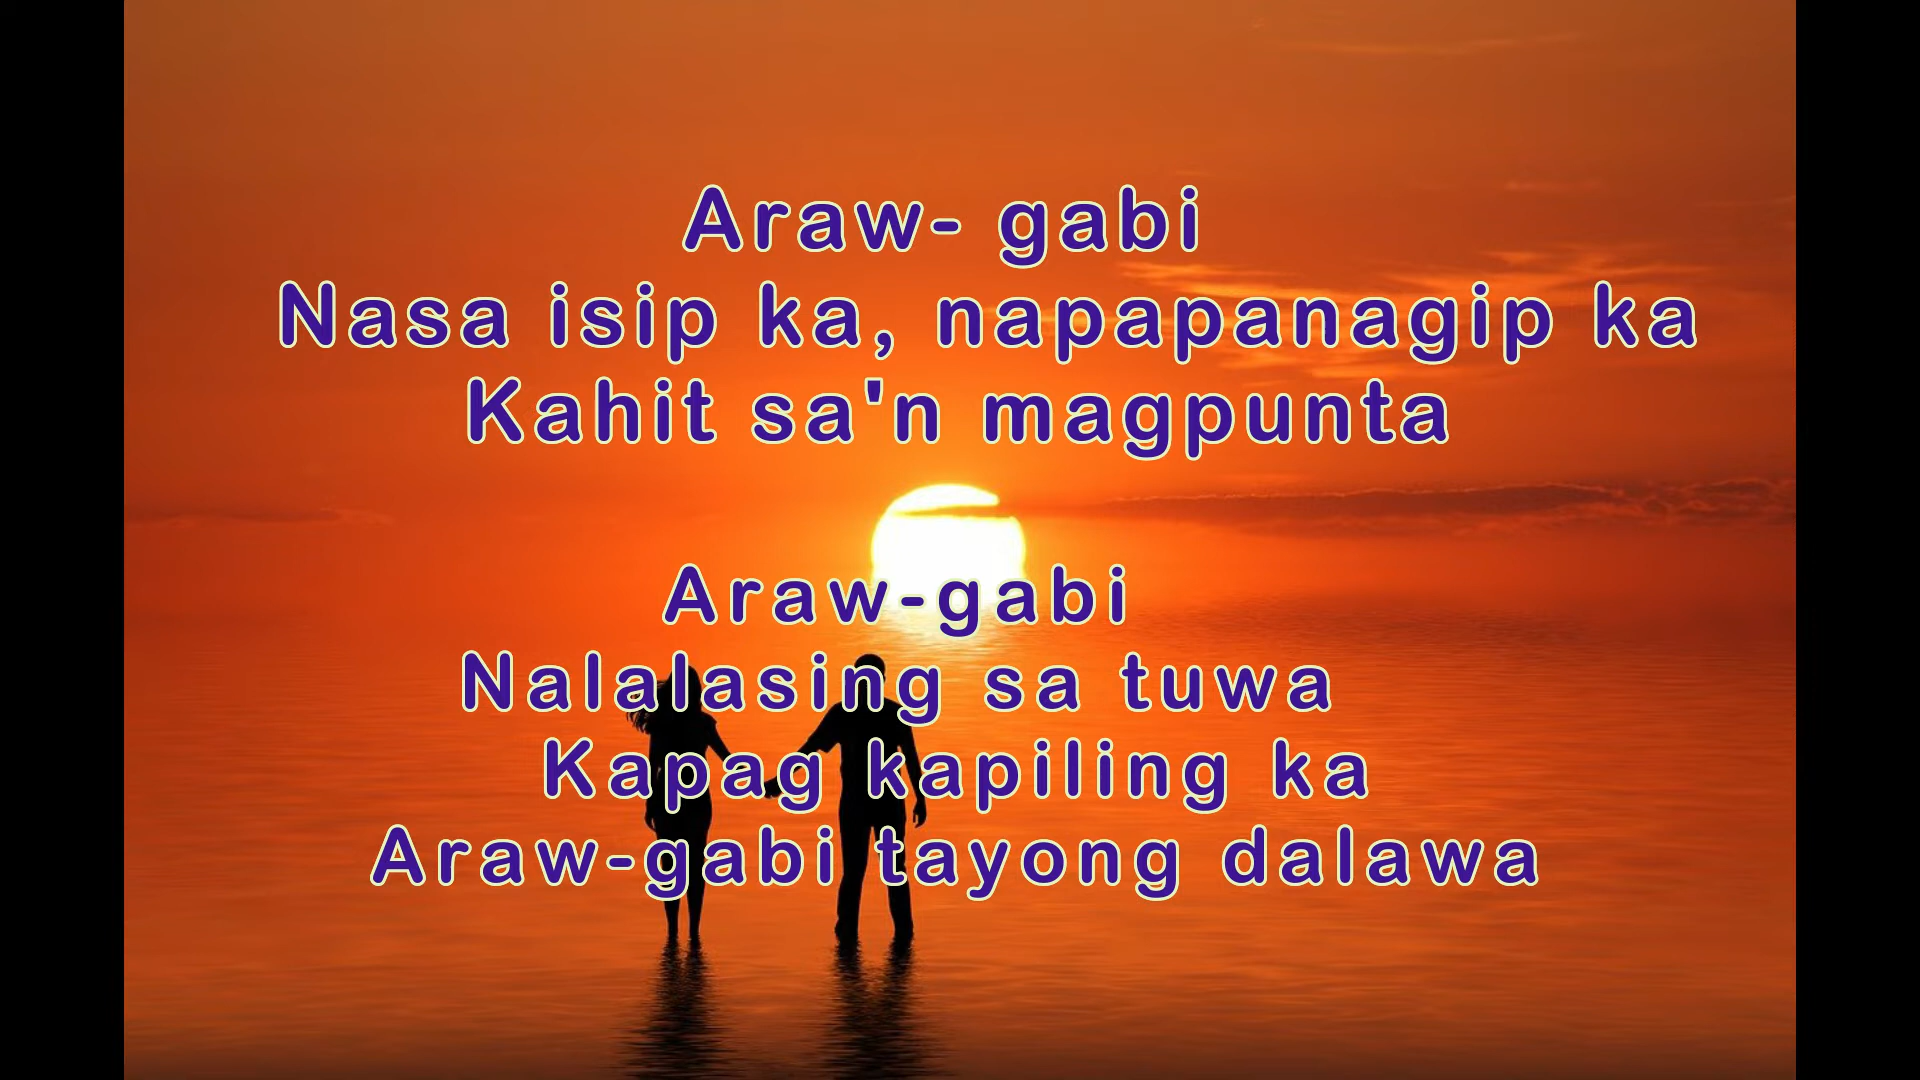 Araw- gabi
Nasa isip ka, napapanagip ka
Kahit sa'n magpunta
Araw-gabi
Nalalasing sa tuwa
Kapag kapiling ka
Araw-gabi tayong dalawa